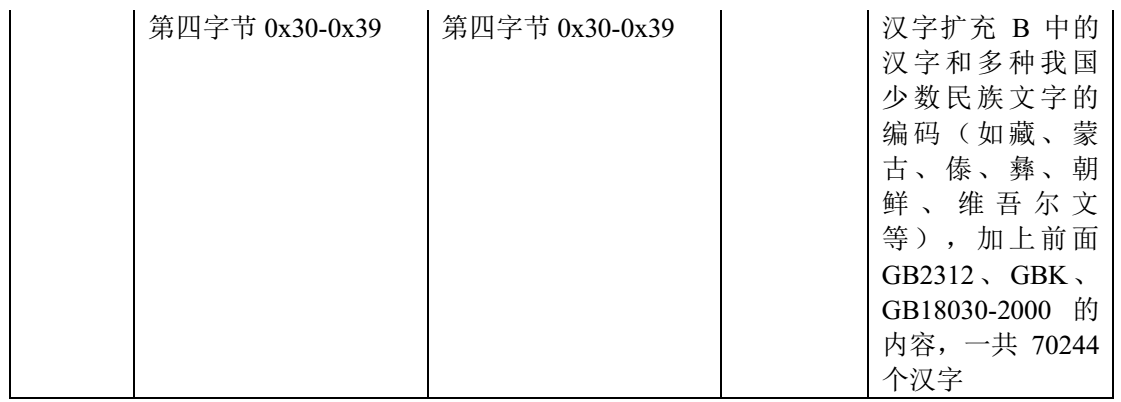 第四字节 0x30-0x39
第四字节 0x30-0x39
汉字扩充 B 中的
汉字和多种我国
少数民族文字的
编码（如藏、蒙
古、傣、彝、朝
鲜、维吾尔文
等），加上前面
GB2312、GBK、
GB18030-2000 的
内容，一共 70244
个汉字